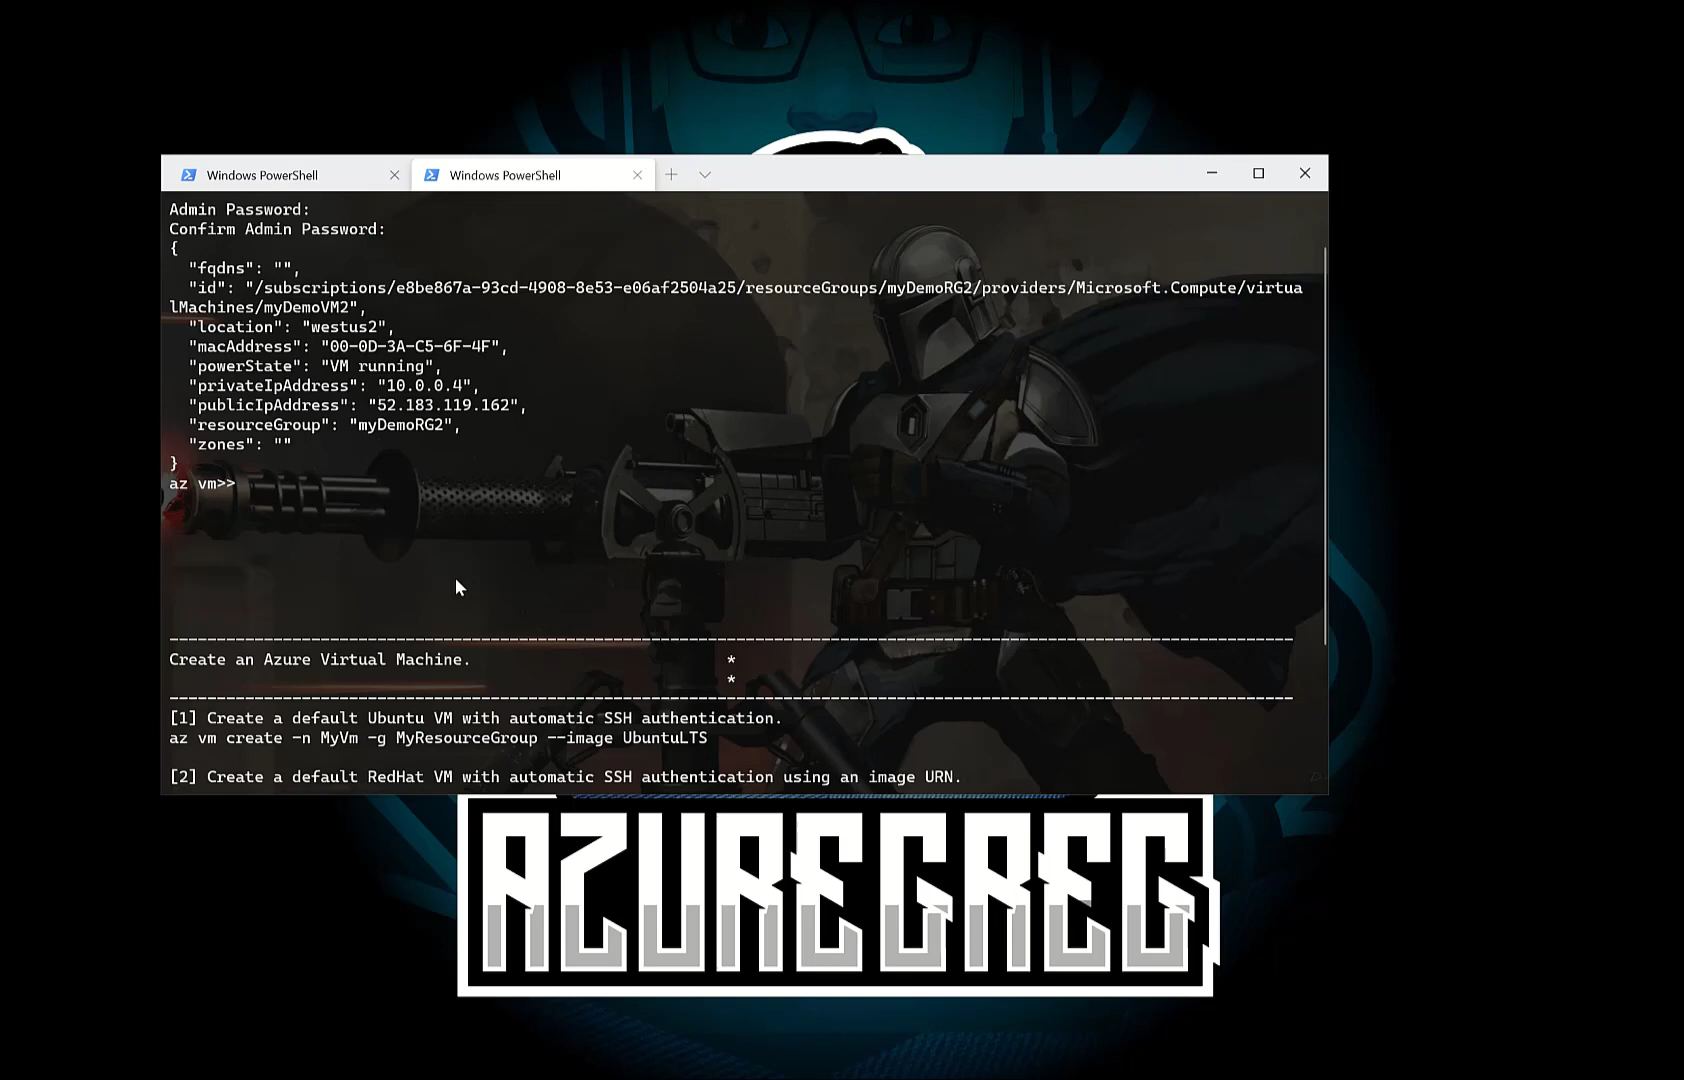 Windows PowerShell
Windows PowerShell
Admin Password:
Confirm Admin Password:
{
"fqdns": "",
"id": "/subscriptions/e8be867a-93cd-4908-8e53-e06af2504a25/resourceGroups/myDemoRG2/providers/Microsoft.Compute/virtua
lMachines/myDemoVM2",
"location": "westus2",
"macAddress": "00-0D-3A-C5-6F-4F",
"powerState": "VM running",
"privateIpAddress": "10.0.0.4",
"publicIpAddress": "52.183.119.162",
"resourceGroup": "myDemoRG2",
"zones": ""
}
az vm>>
Create an Azure Virtual Machine. *
*
[1] Create a default Ubuntu VM with automatic SSH authentication.
az vm create -n MyVm -g MyResourceGroup --image UbuntuLTS
[2] Create a default RedHat VM with automatic SSH authentication using an image URN.
AZUREGREG